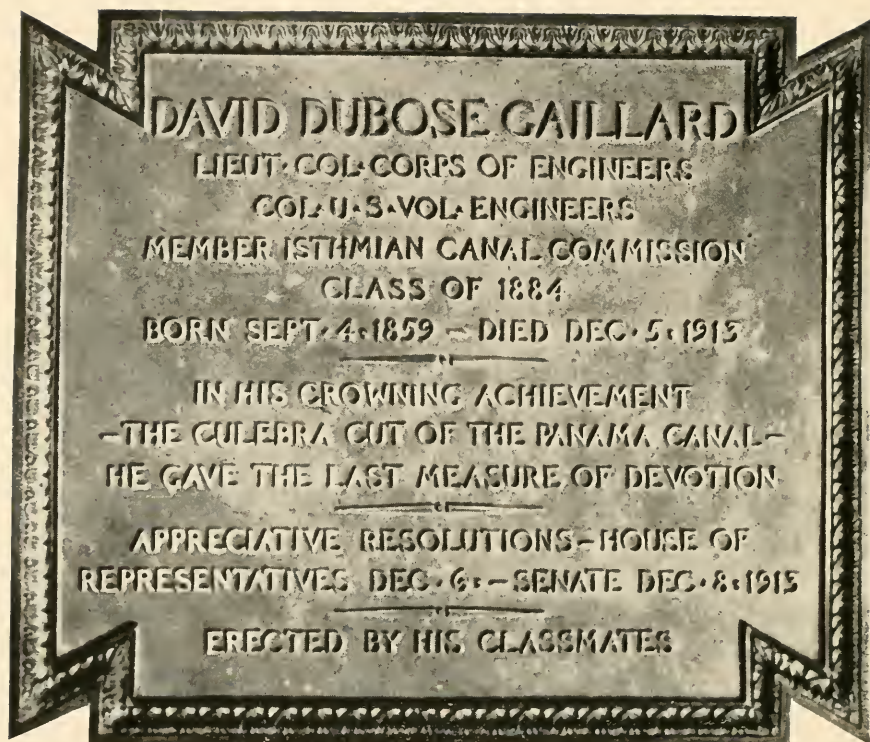 DAVID DUBOSE GAILLARD
LIEUT·COL·CORPS OF ENGINEERS
COL·U·S·VOL·ENGINEERS
MEMBER ISTHMIAN CANAL COMMISSION
CLASS OF 1884
BORN SEPT·4·1859 – DIED DEC·5·1913
IN HIS CROWNING ACHIEVEMENT
–THE CULEBRA CUT OF THE PANAMA CANAL–
HE GAVE THE LAST MEASURE OF DEVOTION
APPRECIATIVE RESOLUTIONS–HOUSE OF
REPRESENTATIVES DEC·6·–SENATE DEC·8·1913
ERECTED BY HIS CLASSMATES